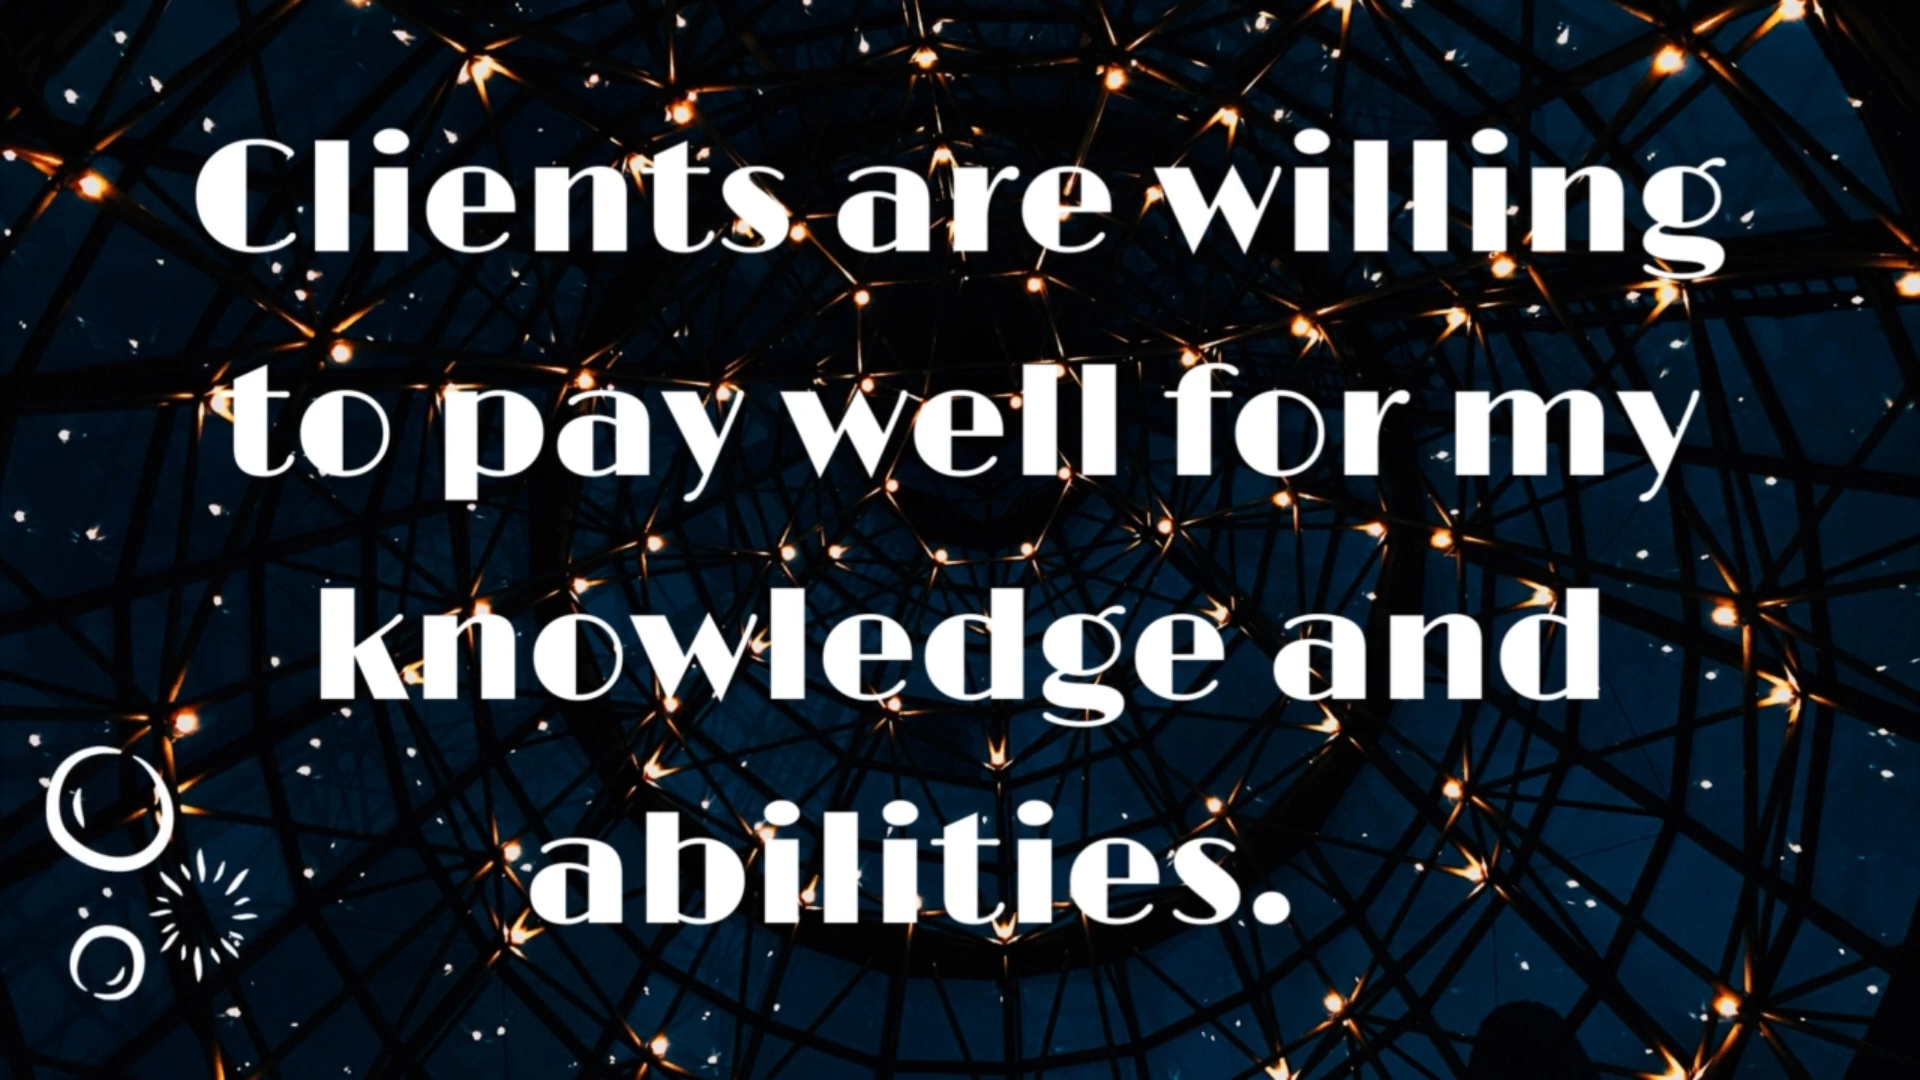 Clients are willing
to pay well for my
knowledge and
abilities.